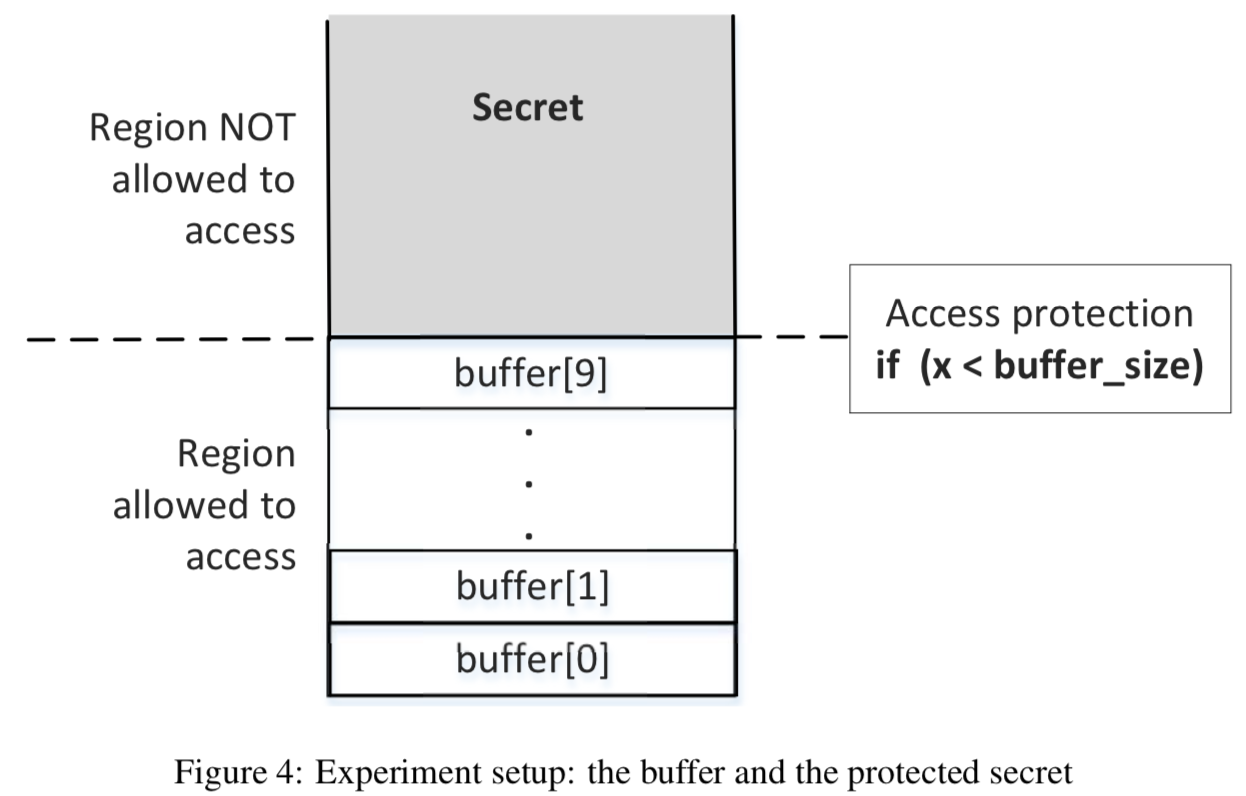 Secret
Region NOT
allowed to
access
Access protection
if (x < buffer_size)
buffer[9]
.
.
.
Region
allowed to
access
buffer[1]
buffer[0]
Figure 4: Experiment setup: the buffer and the protected secret